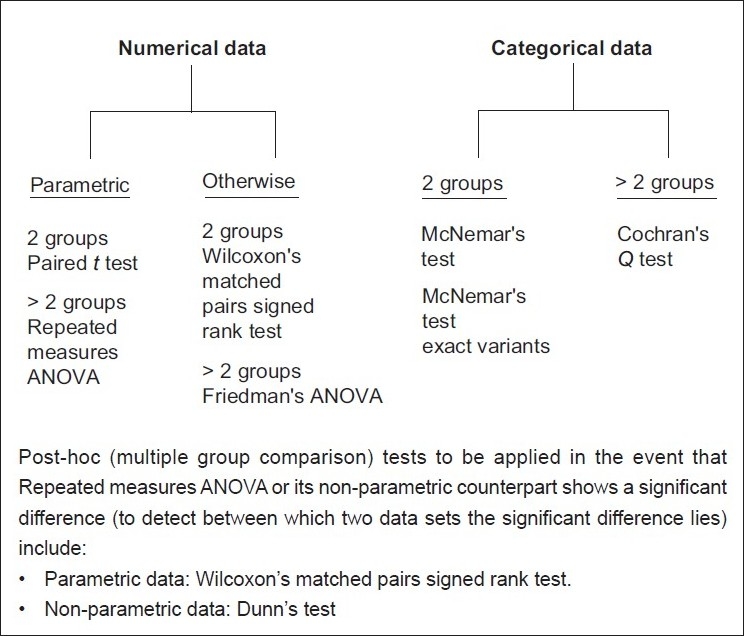 Numerical data
Categorical data
Parametric
2 groups
Paired t test
> 2 groups
Repeated
measures
ANOVA
Otherwise
2 groups
Wilcoxon's
matched
pairs signed
rank test
> 2 groups
Friedman's ANOVA
2 groups
McNemar's
test
McNemar's
test
exact variants
> 2 groups
Cochran's
Q test
Post-hoc (multiple group comparison) tests to be applied in the event that
Repeated measures ANOVA or its non-parametric counterpart shows a significant
difference (to detect between which two data sets the significant difference lies)
include:
• Parametric data: Wilcoxon’s matched pairs signed rank test.
• Non-parametric data: Dunn’s test